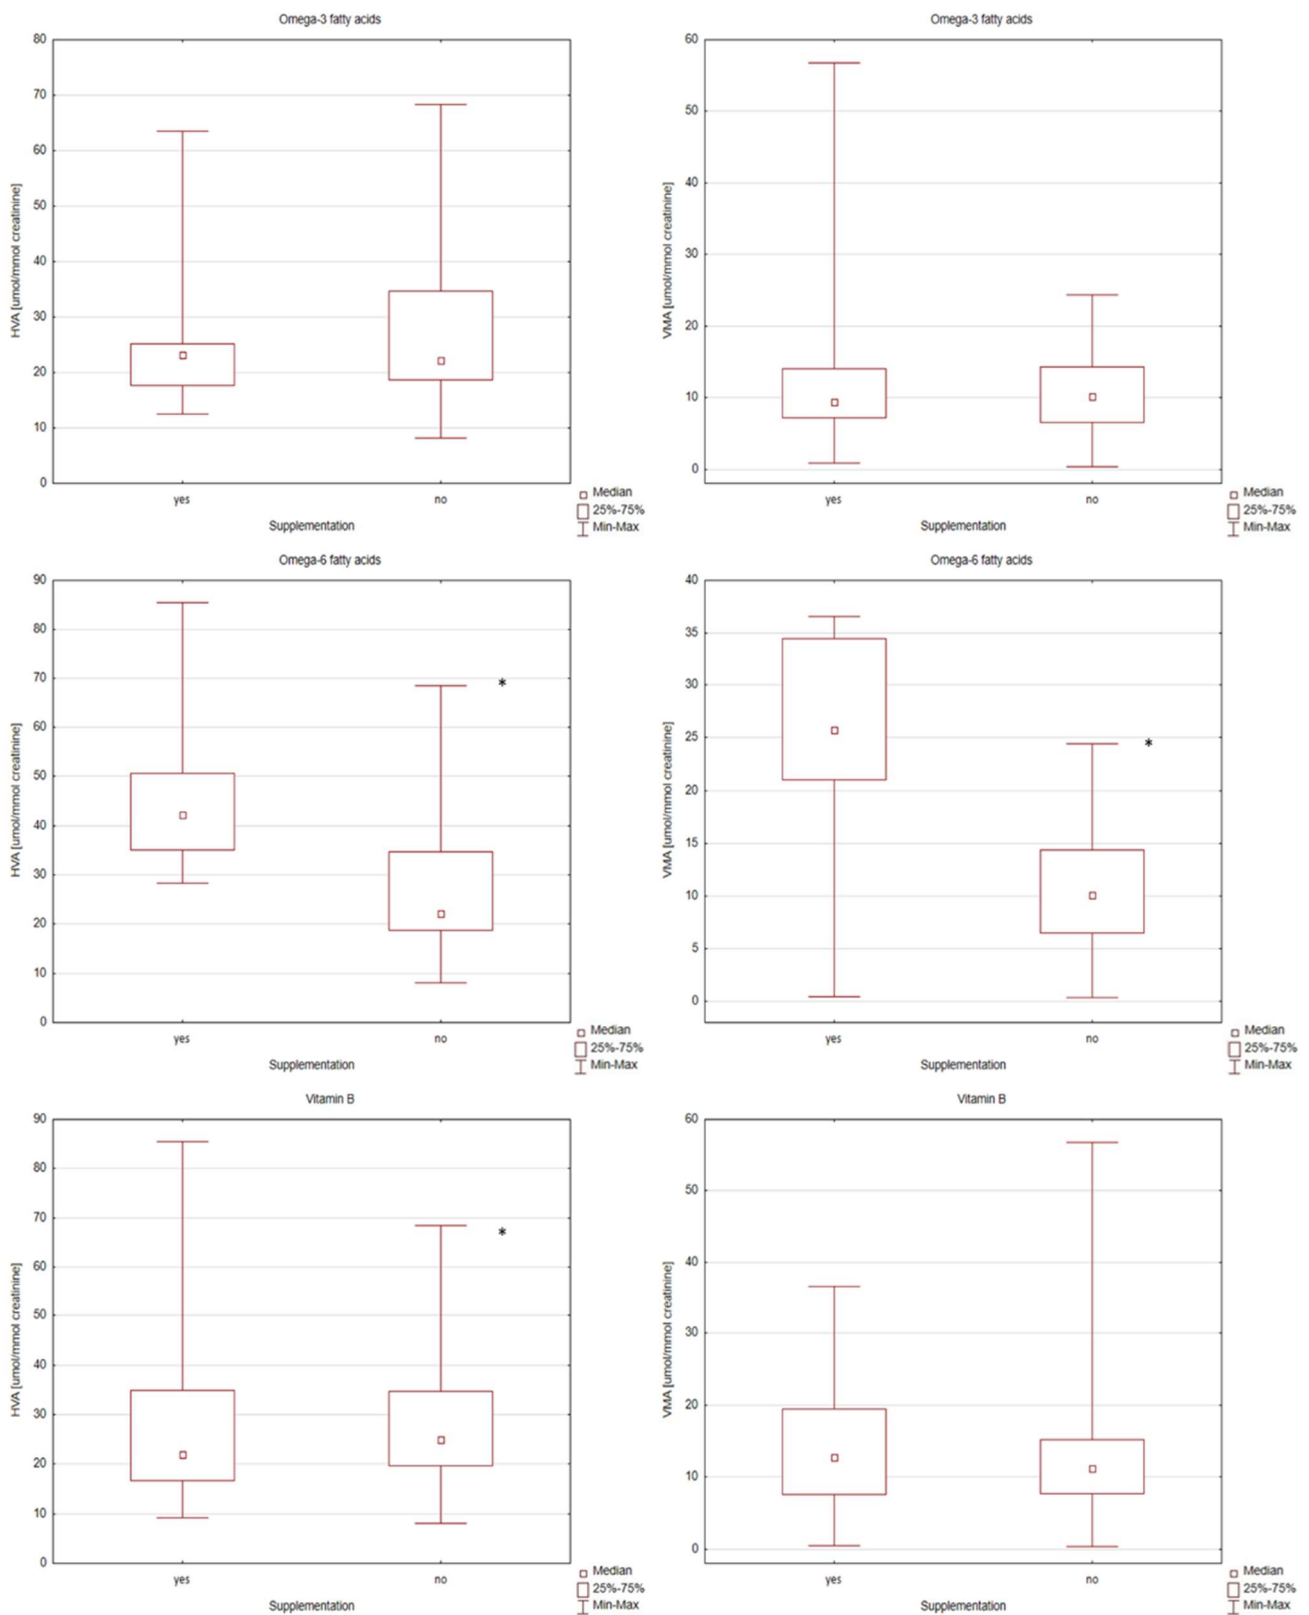 Omega-3 fatty acids
HVA [umol/mmol creatinine]
80
70
60
50
40
30
20
10
0
yes
no
Supplementation
Median
25%-75%
Min-Max
Omega-3 fatty acids
VMA [umol/mmol creatinine]
60
50
40
30
20
10
0
yes
no
Supplementation
Median
25%-75%
Min-Max
Omega-6 fatty acids
HVA [umol/mmol creatinine]
90
80
70
60
50
40
30
20
10
0
*
yes
no
Supplementation
Median
25%-75%
Min-Max
Omega-6 fatty acids
VMA [umol/mmol creatinine]
40
35
30
25
20
15
10
5
0
*
yes
no
Supplementation
Median
25%-75%
Min-Max
Vitamin B
HVA [umol/mmol creatinine]
90
80
70
60
50
40
30
20
10
0
*
yes
no
Supplementation
Median
25%-75%
Min-Max
Vitamin B
VMA [umol/mmol creatinine]
60
50
40
30
20
10
0
yes
no
Supplementation
Median
25%-75%
Min-Max